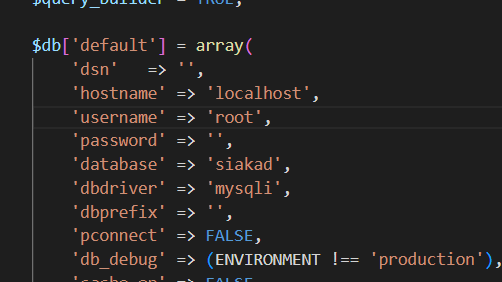 $query_builder = TRUE;
$db['default'] = array(
'dsn' => '',
'hostname' => 'localhost',
'username' => 'root',
'password' => '',
'database' => 'siakad',
'dbdriver' => 'mysqli',
'dbprefix' => '',
'pconnect' => FALSE,
'db_debug' => (ENVIRONMENT !== 'production'),
'cache_on' => FALSE